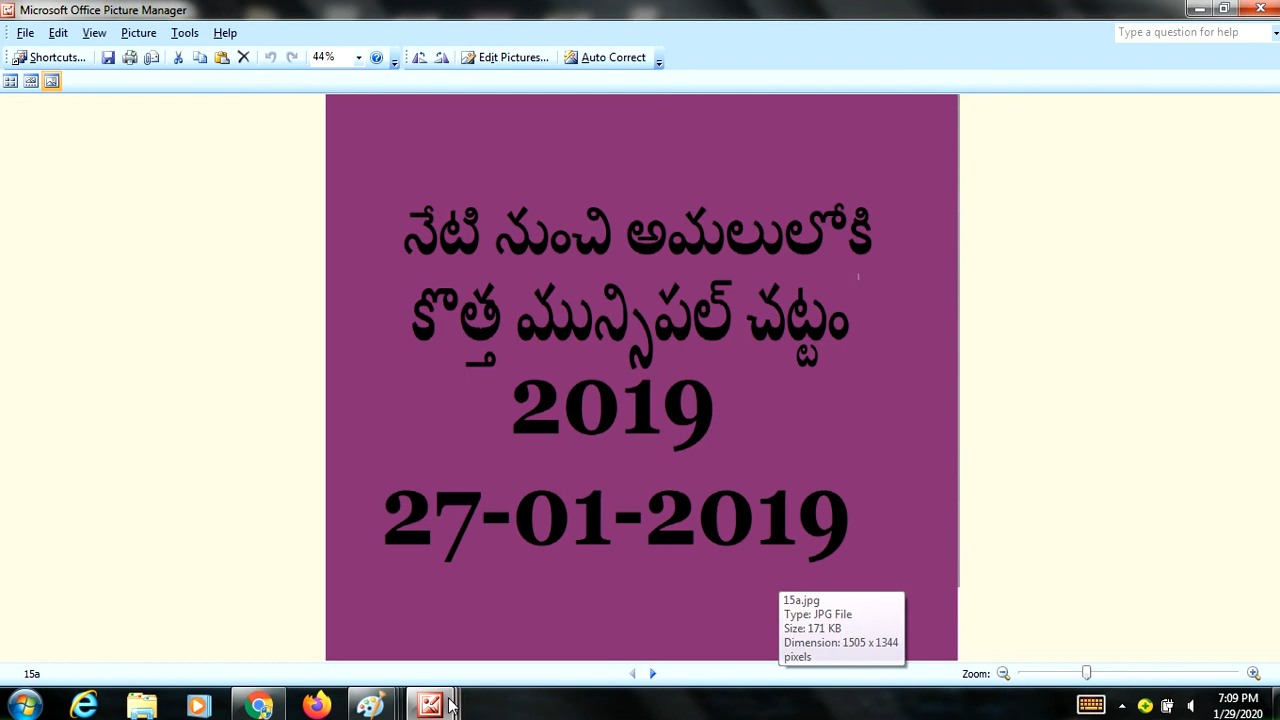 Microsoft Office Picture Manager
File Edit View Picture Tools Help
Type a question for help
Shortcuts... 44% Edit Pictures... Auto Correct
నేటి నుంచి అమలులోకి
కొత్త మున్సిపల్ చట్టం
2019
27-01-2019
15a.jpg
Type: JPG File
Size: 171 KB
Dimension: 1505 x 1344
pixels
15a
Zoom:
7:09 PM
1/29/2020